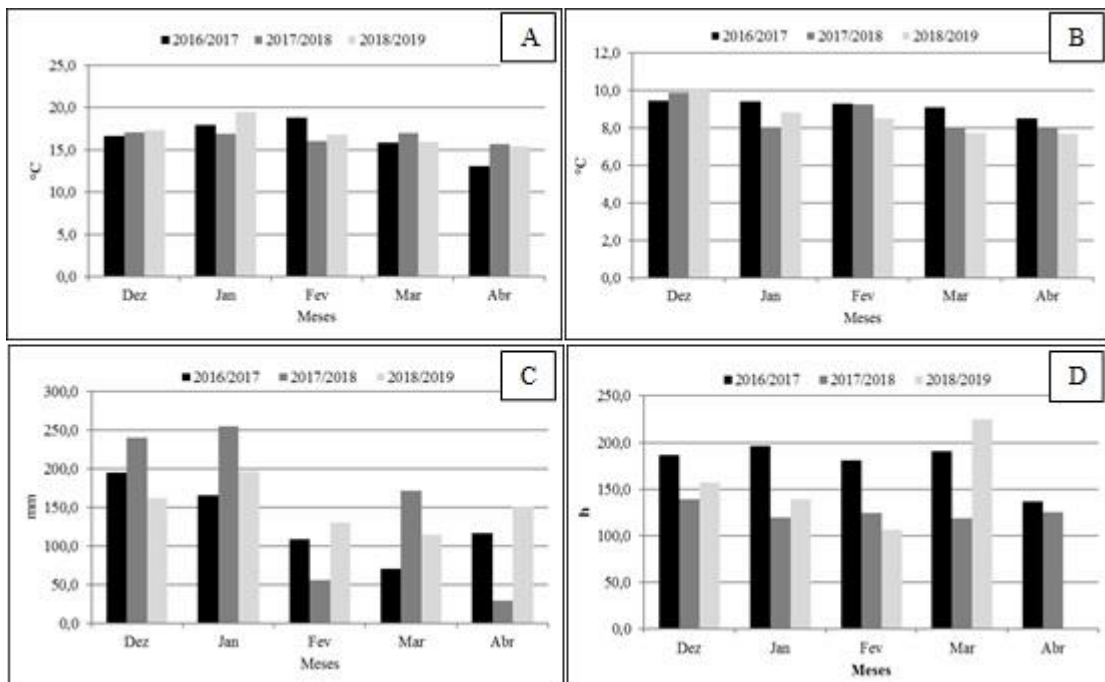 A
2016/2017 2017/2018 2018/2019
25,0
20,0
15,0
10,0
5,0
0,0
°C
Dez Jan Fev Mar Abr
Meses
B
2016/2017 2017/2018 2018/2019
12,0
10,0
8,0
6,0
4,0
2,0
0,0
°C
Dez Jan Fev Mar Abr
Meses
C
2016/2017 2017/2018 2018/2019
300,0
250,0
200,0
150,0
100,0
50,0
0,0
mm
Dez Jan Fev Mar Abr
Meses
D
2016/2017 2017/2018 2018/2019
250,0
200,0
150,0
100,0
50,0
0,0
h
Dez Jan Fev Mar Abr
Meses